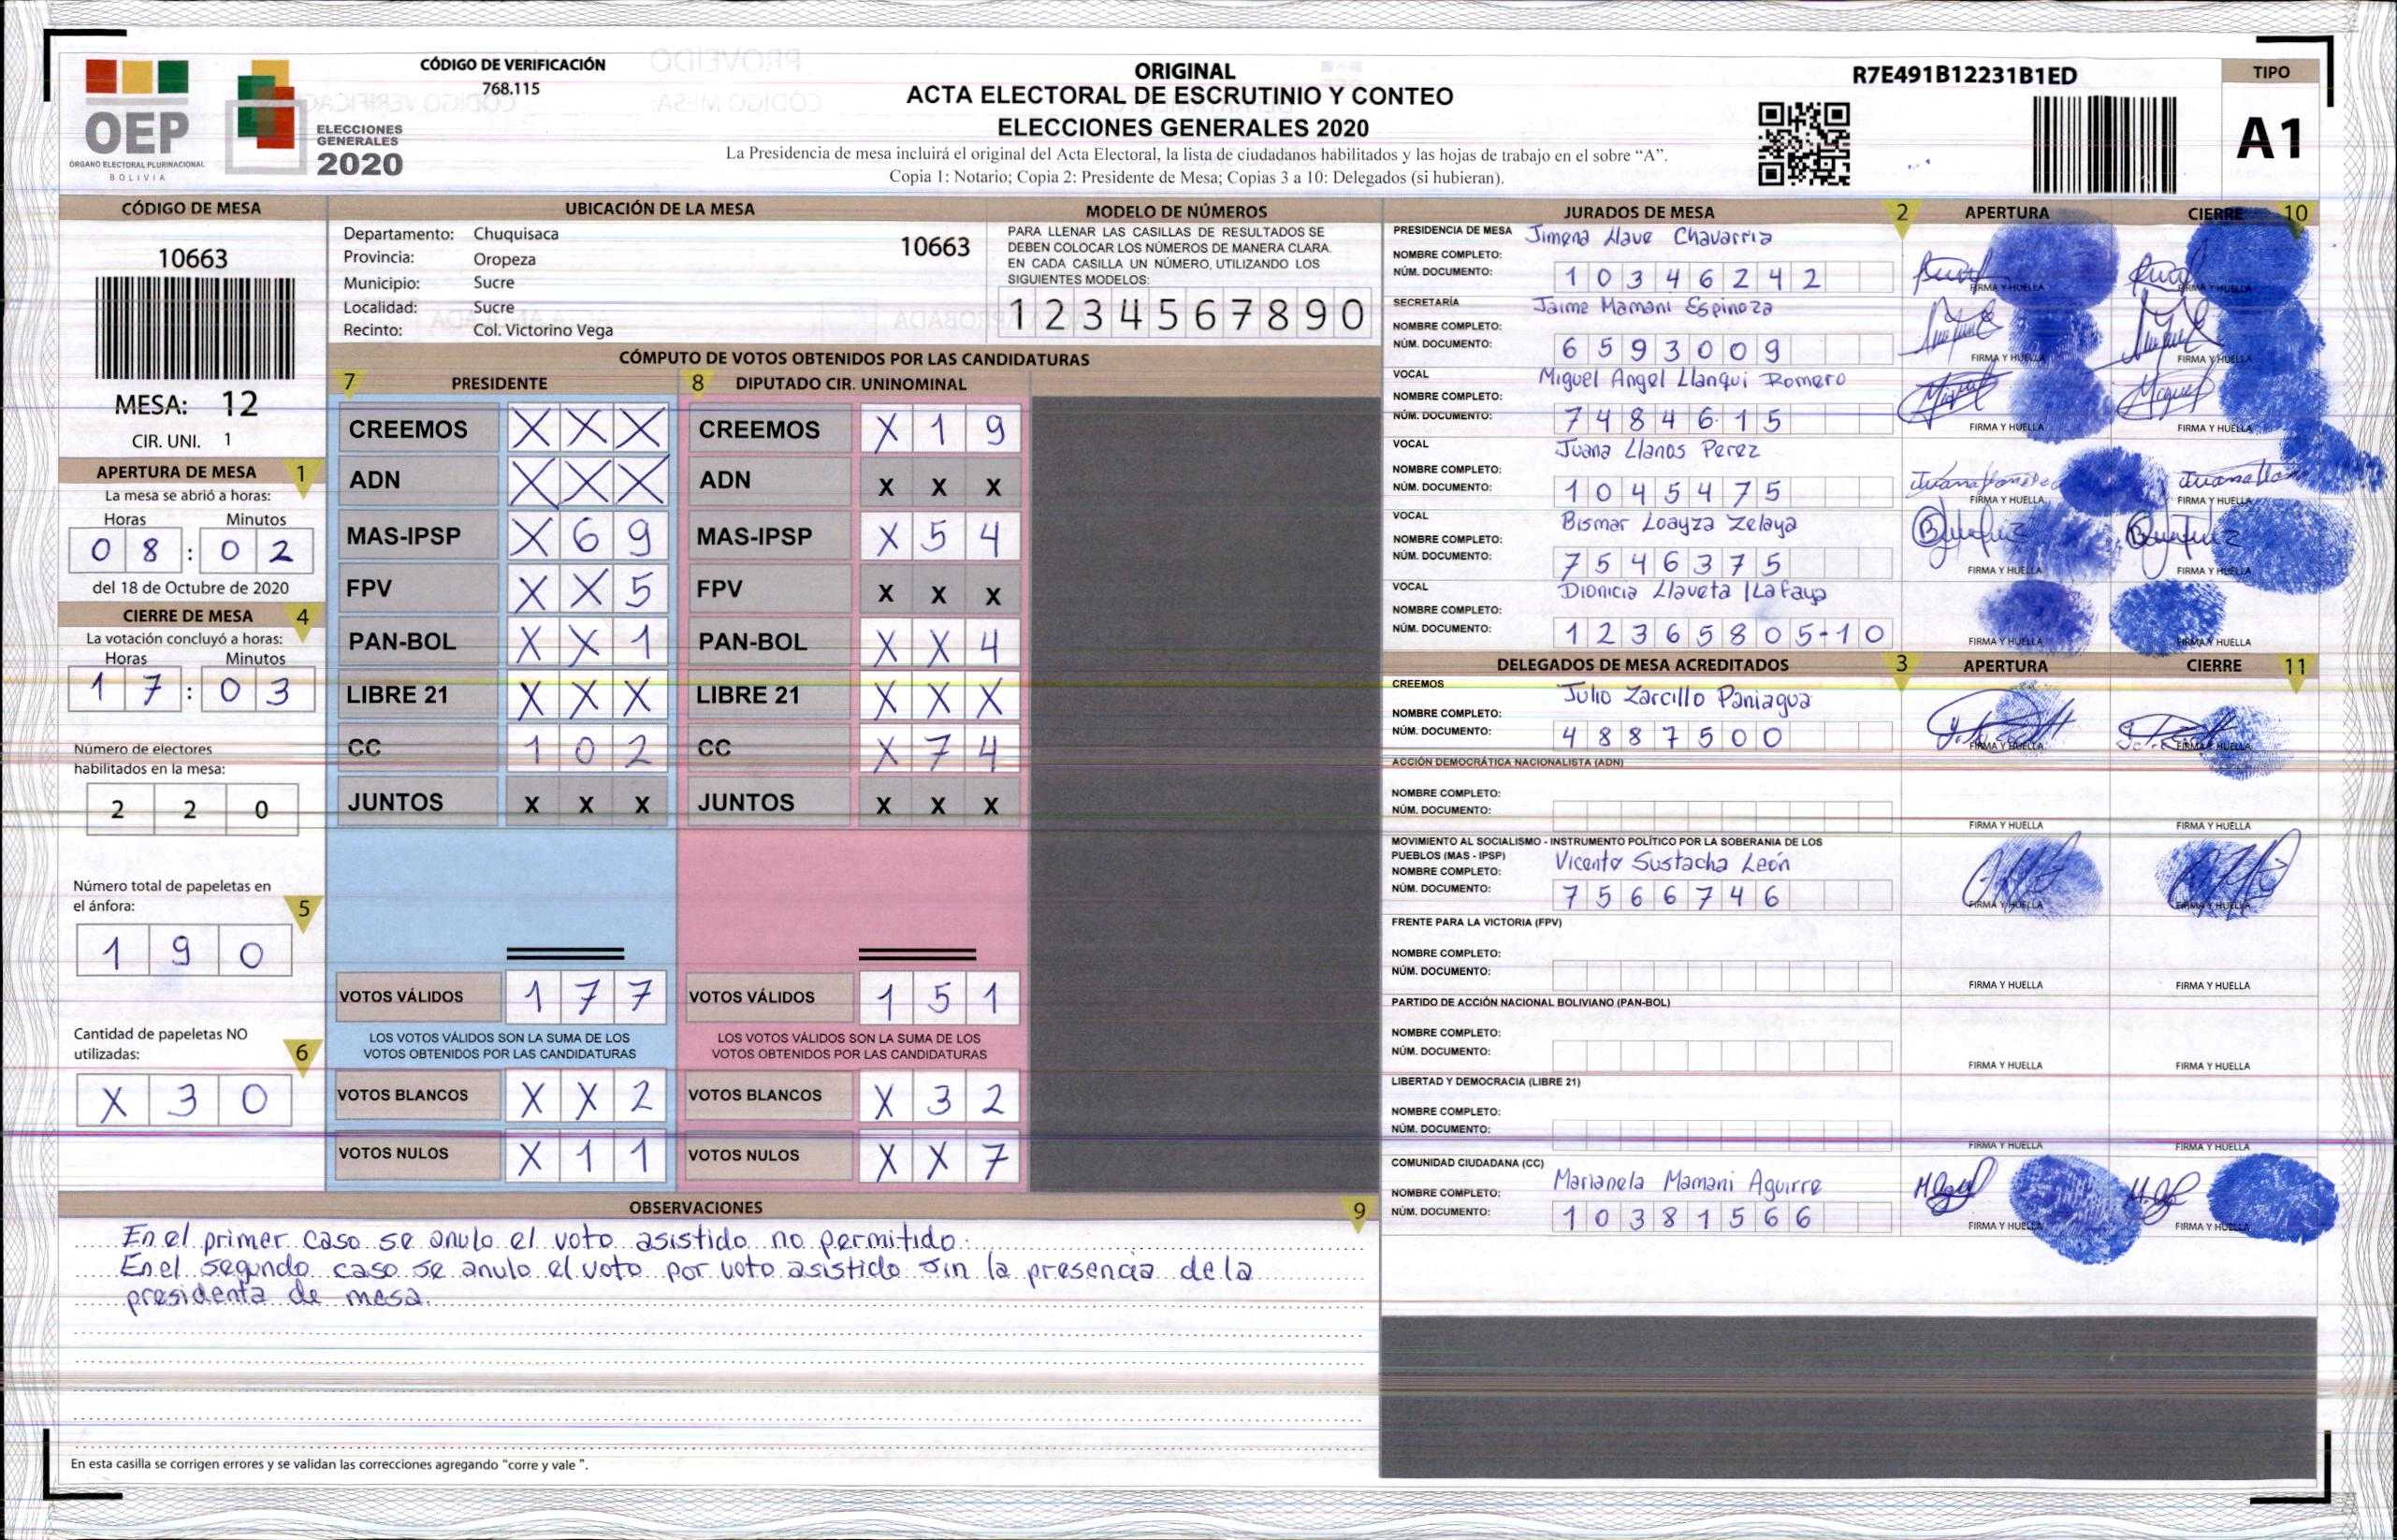 CÓDIGO DE VERIFICACIÓN
768.115
OEP
ÓRGANO ELECTORAL PLURINACIONAL
BOLIVIA
ELECCIONES
GENERALES
2020
ORIGINAL
ACTA ELECTORAL DE ESCRUTINIO Y CONTEO
ELECCIONES GENERALES 2020
La Presidencia de mesa incluirá el original del Acta Electoral, la lista de ciudadanos habilitados y las hojas de trabajo en el sobre “A”.
Copia 1: Notario; Copia 2: Presidente de Mesa; Copias 3 a 10: Delegados (si hubieran).
R7E491B12231B1ED
TIPO
A1
CÓDIGO DE MESA
10663
MESA: 12
CIR. UNI. 1
APERTURA DE MESA 1
La mesa se abrió a horas:
Horas Minutos
0 8 : 0 2
del 18 de Octubre de 2020
CIERRE DE MESA 4
La votación concluyó a horas:
Horas Minutos
1 7 : 0 3
Número de electores
habilitados en la mesa:
2 2 0
Número total de papeletas en
el ánfora: 5
1 9 0
Cantidad de papeletas NO
utilizadas: 6
X 3 0
UBICACIÓN DE LA MESA
Departamento: Chuquisaca 10663
Provincia: Oropeza
Municipio: Sucre
Localidad: Sucre
Recinto: Col. Victorino Vega
MODELO DE NÚMEROS
PARA LLENAR LAS CASILLAS DE RESULTADOS SE
DEBEN COLOCAR LOS NÚMEROS DE MANERA CLARA.
EN CADA CASILLA UN NÚMERO, UTILIZANDO LOS
SIGUIENTES MODELOS:
1 2 3 4 5 6 7 8 9 0
CÓMPUTO DE VOTOS OBTENIDOS POR LAS CANDIDATURAS
7 PRESIDENTE 8 DIPUTADO CIR. UNINOMINAL
CREEMOS X X X CREEMOS X 1 9
ADN X X X ADN X X X
MAS-IPSP X 6 9 MAS-IPSP X 5 4
FPV X X 5 FPV X X X
PAN-BOL X X 1 PAN-BOL X X 4
LIBRE 21 X X X LIBRE 21 X X X
CC 1 0 2 CC X 7 4
JUNTOS X X X JUNTOS X X X
VOTOS VÁLIDOS 1 7 7 VOTOS VÁLIDOS 1 5 1
LOS VOTOS VÁLIDOS SON LA SUMA DE LOS LOS VOTOS VÁLIDOS SON LA SUMA DE LOS
VOTOS OBTENIDOS POR LAS CANDIDATURAS VOTOS OBTENIDOS POR LAS CANDIDATURAS
VOTOS BLANCOS X X 2 VOTOS BLANCOS X 3 2
VOTOS NULOS X 1 1 VOTOS NULOS X X 7
OBSERVACIONES 9
En el primer caso se anulo el voto asistido no permitido.
En el segundo caso se anulo el voto por voto asistido sin la presencia de la
presidenta de mesa.
En esta casilla se corrigen errores y se validan las correcciones agregando “corre y vale ”.
JURADOS DE MESA 2 APERTURA CIERRE 10
PRESIDENCIA DE MESA Jimena Llave Chavarria
NOMBRE COMPLETO:
NÚM. DOCUMENTO: 1 0 3 4 6 2 4 2 FIRMA Y HUELLA FIRMA Y HUELLA
SECRETARÍA Jaime Mamani Espinoza
NOMBRE COMPLETO:
NÚM. DOCUMENTO: 6 5 9 3 0 0 9 FIRMA Y HUELLA FIRMA Y HUELLA
VOCAL Miguel Angel Llanqui Romero
NOMBRE COMPLETO:
NÚM. DOCUMENTO: 7 4 8 4 6 1 5 FIRMA Y HUELLA FIRMA Y HUELLA
VOCAL Juana Llanos Perez
NOMBRE COMPLETO:
NÚM. DOCUMENTO: 1 0 4 5 4 7 5 FIRMA Y HUELLA FIRMA Y HUELLA
VOCAL Bismar Loayza Zelaya
NOMBRE COMPLETO:
NÚM. DOCUMENTO: 7 5 4 6 3 7 5 FIRMA Y HUELLA FIRMA Y HUELLA
VOCAL Dionicia Llaveta
NOMBRE COMPLETO:
NÚM. DOCUMENTO: 1 2 3 6 5 8 0 5-1 0 FIRMA Y HUELLA FIRMA Y HUELLA
DELEGADOS DE MESA ACREDITADOS 3 APERTURA CIERRE 11
CREEMOS Julio Zarcillo Paniagua
NOMBRE COMPLETO:
NÚM. DOCUMENTO: 4 8 8 7 5 0 0 FIRMA Y HUELLA FIRMA Y HUELLA
ACCIÓN DEMOCRÁTICA NACIONALISTA (ADN)
NOMBRE COMPLETO:
NÚM. DOCUMENTO: FIRMA Y HUELLA FIRMA Y HUELLA
MOVIMIENTO AL SOCIALISMO - INSTRUMENTO POLÍTICO POR LA SOBERANIA DE LOS
PUEBLOS (MAS - IPSP) Vicente Sustacha León
NOMBRE COMPLETO:
NÚM. DOCUMENTO: 7 5 6 6 7 4 6 FIRMA Y HUELLA FIRMA Y HUELLA
FRENTE PARA LA VICTORIA (FPV)
NOMBRE COMPLETO:
NÚM. DOCUMENTO: FIRMA Y HUELLA FIRMA Y HUELLA
PARTIDO DE ACCIÓN NACIONAL BOLIVIANO (PAN-BOL)
NOMBRE COMPLETO:
NÚM. DOCUMENTO: FIRMA Y HUELLA FIRMA Y HUELLA
LIBERTAD Y DEMOCRACIA (LIBRE 21)
NOMBRE COMPLETO:
NÚM. DOCUMENTO: FIRMA Y HUELLA FIRMA Y HUELLA
COMUNIDAD CIUDADANA (CC) Marianela Mamani Aguirre
NOMBRE COMPLETO:
NÚM. DOCUMENTO: 1 0 3 8 1 5 6 6 FIRMA Y HUELLA FIRMA Y HUELLA